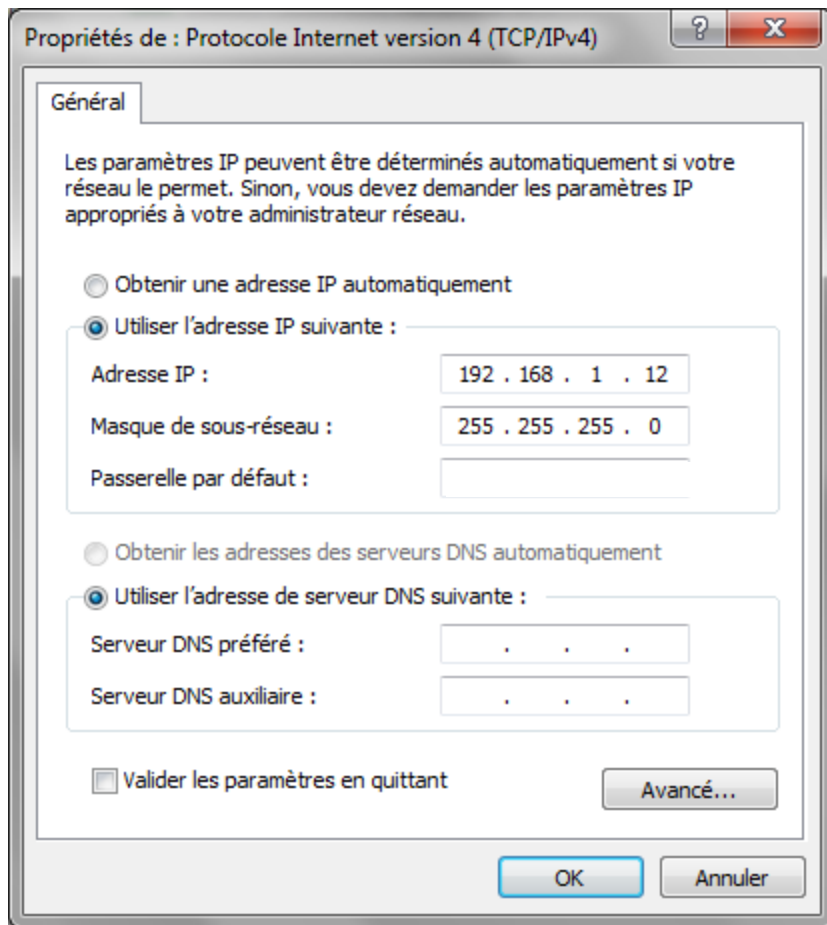 Propriétés de : Protocole Internet version 4 (TCP/IPv4)
?
X
Général
Les paramètres IP peuvent être déterminés automatiquement si votre
réseau le permet. Sinon, vous devez demander les paramètres IP
appropriés à votre administrateur réseau.
Obtenir une adresse IP automatiquement
Utiliser l'adresse IP suivante :
Adresse IP : 192 . 168 . 1 . 12
Masque de sous-réseau : 255 . 255 . 255 . 0
Passerelle par défaut :
Obtenir les adresses des serveurs DNS automatiquement
Utiliser l'adresse de serveur DNS suivante :
Serveur DNS préféré : . . .
Serveur DNS auxiliaire : . . .
Valider les paramètres en quittant
Avancé...
OK
Annuler